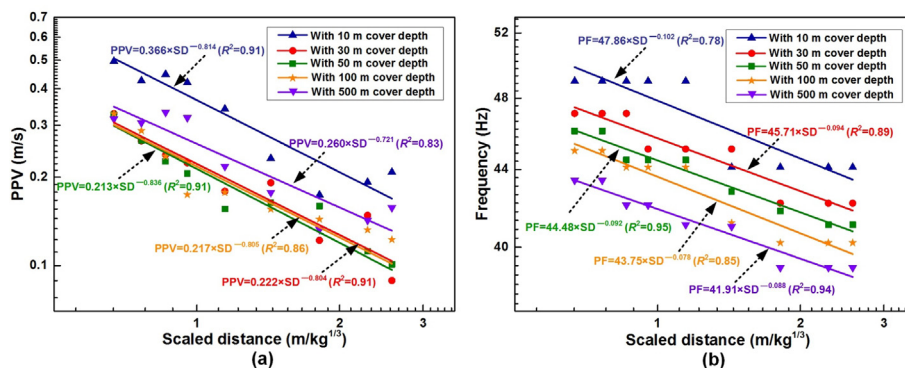 (a)
0.7
0.6
0.5
0.4
0.3
0.2
0.1
PPV (m/s)
PPV=0.366×SD−0.814 (R2=0.91)
With 10 m cover depth
With 30 m cover depth
With 50 m cover depth
With 100 m cover depth
With 500 m cover depth
PPV=0.260×SD−0.721 (R2=0.83)
PPV=0.213×SD−0.836 (R2=0.91)
PPV=0.217×SD−0.805 (R2=0.86)
PPV=0.222×SD−0.804 (R2=0.91)
1 2 3
Scaled distance (m/kg1/3)
(a)
(b)
52
48
44
40
Frequency (Hz)
PF=47.86×SD−0.102 (R2=0.78)
With 10 m cover depth
With 30 m cover depth
With 50 m cover depth
With 100 m cover depth
With 500 m cover depth
PF=45.71×SD−0.094 (R2=0.89)
PF=44.48×SD−0.092 (R2=0.95)
PF=43.75×SD−0.078 (R2=0.85)
PF=41.91×SD−0.088 (R2=0.94)
1 2 3
Scaled distance (m/kg1/3)
(b)